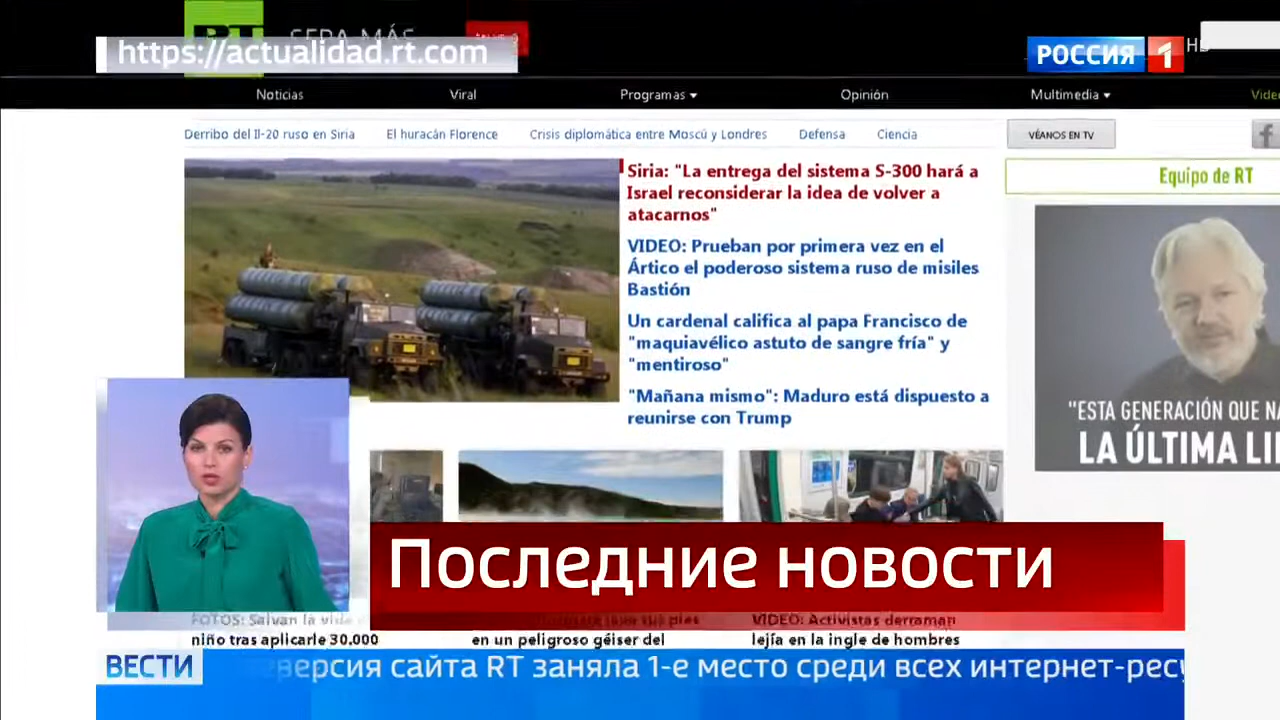 RT
https://actualidad.rt.com
РОССИЯ 1
Noticias
Viral
Programas
Opinión
Multimedia
Derribo del Il-20 ruso en Siria
El huracán Florence
Crisis diplomática entre Moscú y Londres
Defensa
Ciencia
VÉANOS EN TV
Siria: "La entrega del sistema S-300 hará a
Israel reconsiderar la idea de volver a
atacarnos"
Equipo de RT
VIDEO: Prueban por primera vez en el
Ártico el poderoso sistema ruso de misiles
Bastión
Un cardenal califica al papa Francisco de
"maquiavélico astuto de sangre fría" y
"mentiroso"
"Mañana mismo": Maduro está dispuesto a
reunirse con Trump
"ESTA GENERACIÓN QUE
LA ÚLTIMA
Последние новости
FOTOS: Salvan la vida
niño tras aplicarle 30.000
en un peligroso géiser del
VIDEO: Activistas derraman
lejía en la ingle de hombres
ВЕСТИ
сайта RT заняла 1-е место среди всех